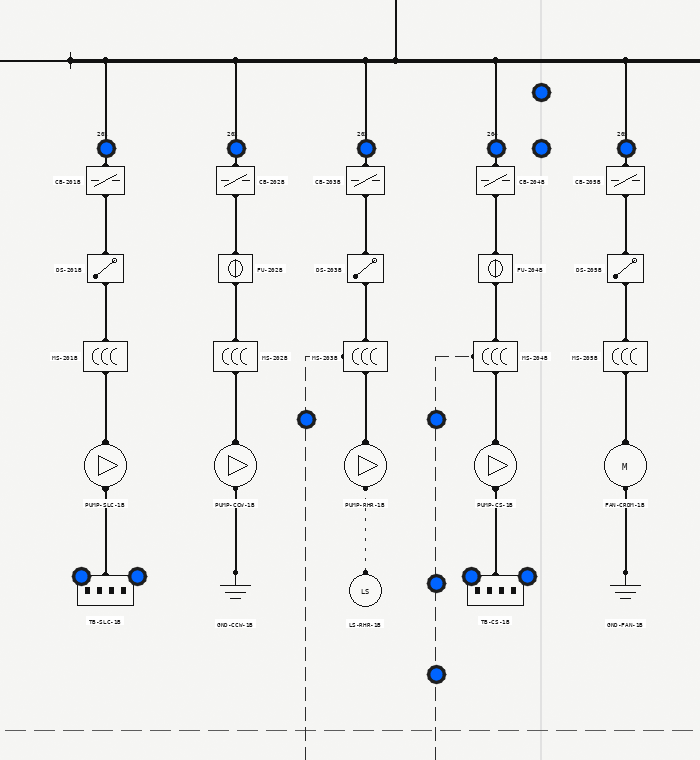 CB-201B
CB-202B
CB-203B
CB-204B
CB-205B
DS-201B
FU-202B
DS-203B
FU-204B
DS-205B
MS-201B
MS-202B
MS-203B
MS-204B
MS-205B
M
PUMP-SLC-1B
PUMP-CCW-1B
PUMP-RHR-1B
PUMP-CS-1B
FAN-CRDM-1B
LS
TB-SLC-1B
GND-CCW-1B
LS-RHR-1B
TB-CS-1B
GND-FAN-1B